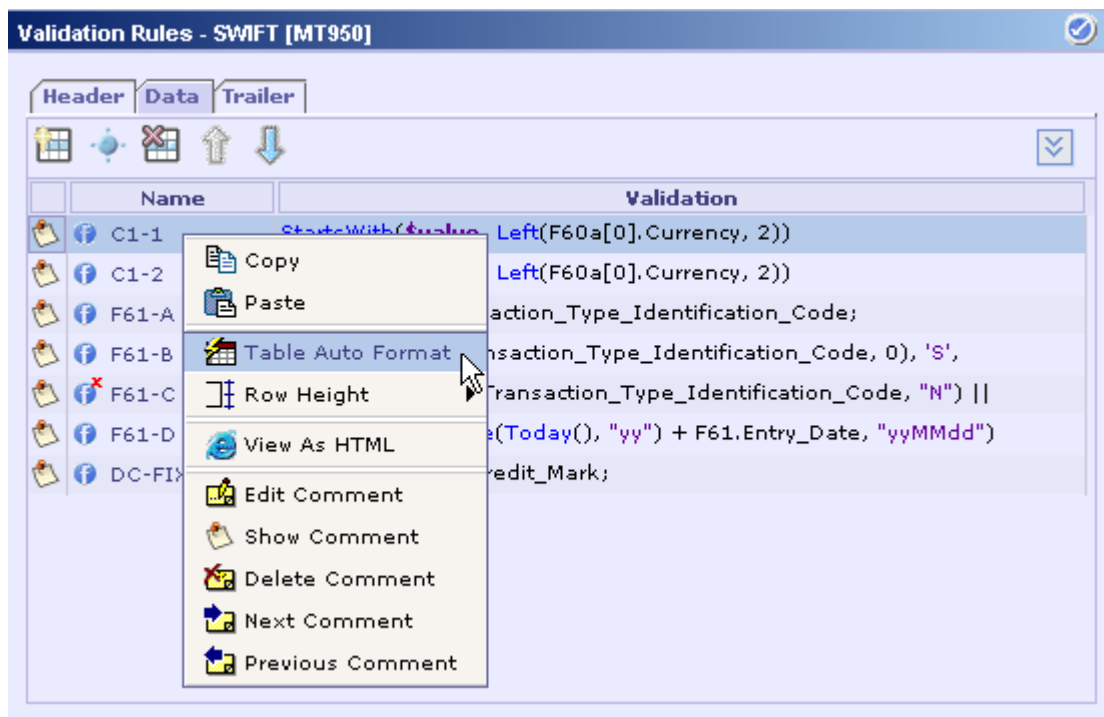 Validation Rules - SWIFT [MT950]
Header Data Trailer
Name Validation
C1-1 StartsWith($value, Left(F60a[0].Currency, 2))
C1-2 Left(F60a[0].Currency, 2))
F61-A action_Type_Identification_Code;
F61-B nsaction_Type_Identification_Code, 0), 'S',
F61-C Transaction_Type_Identification_Code, "N") ||
F61-D e(Today(), "yy") + F61.Entry_Date, "yyMMdd")
DC-FIX redit_Mark;
Copy
Paste
Table Auto Format
Row Height
View As HTML
Edit Comment
Show Comment
Delete Comment
Next Comment
Previous Comment